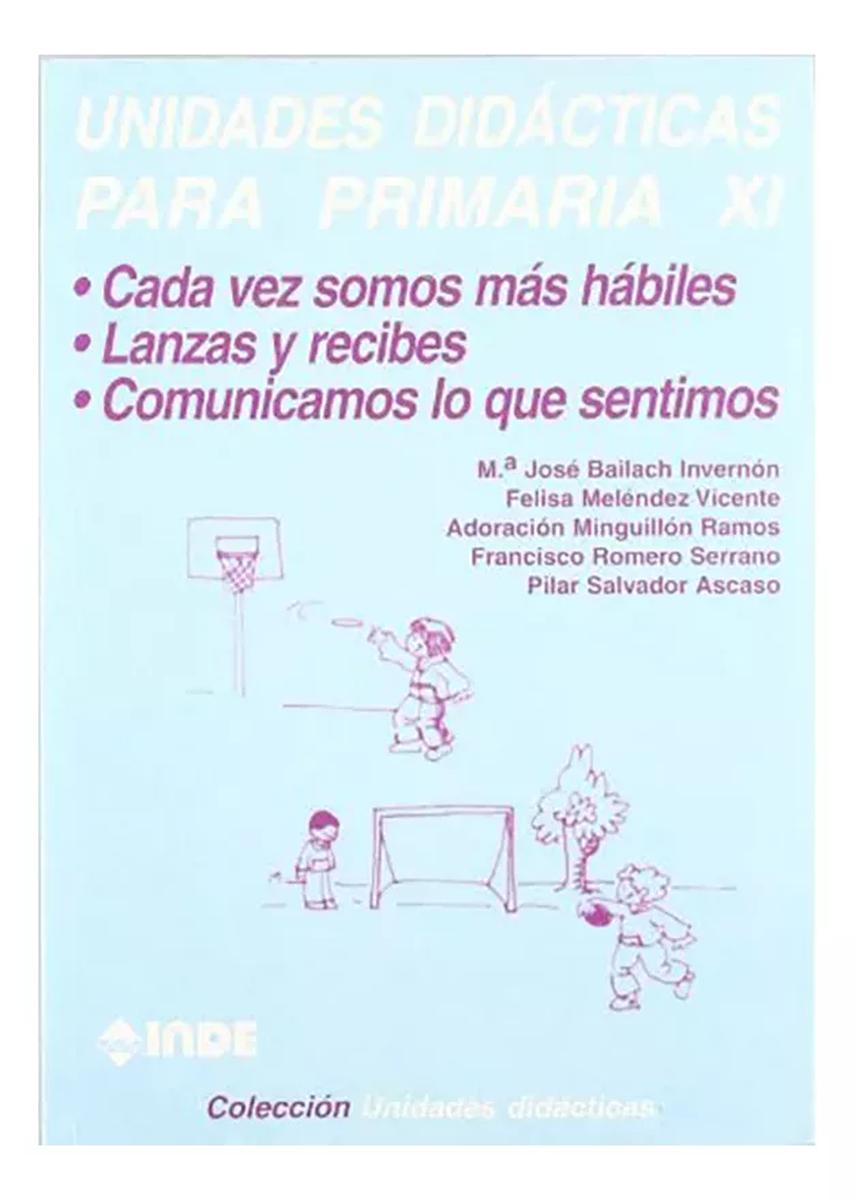 UNIDADES DIDÁCTICAS
PARA PRIMARIA XI
• Cada vez somos más hábiles
• Lanzas y recibes
• Comunicamos lo que sentimos
M.ª José Bailach Invernón
Felisa Meléndez Vicente
Adoración Minguillón Ramos
Francisco Romero Serrano
Pilar Salvador Ascaso
INDE
Colección Unidades didácticas